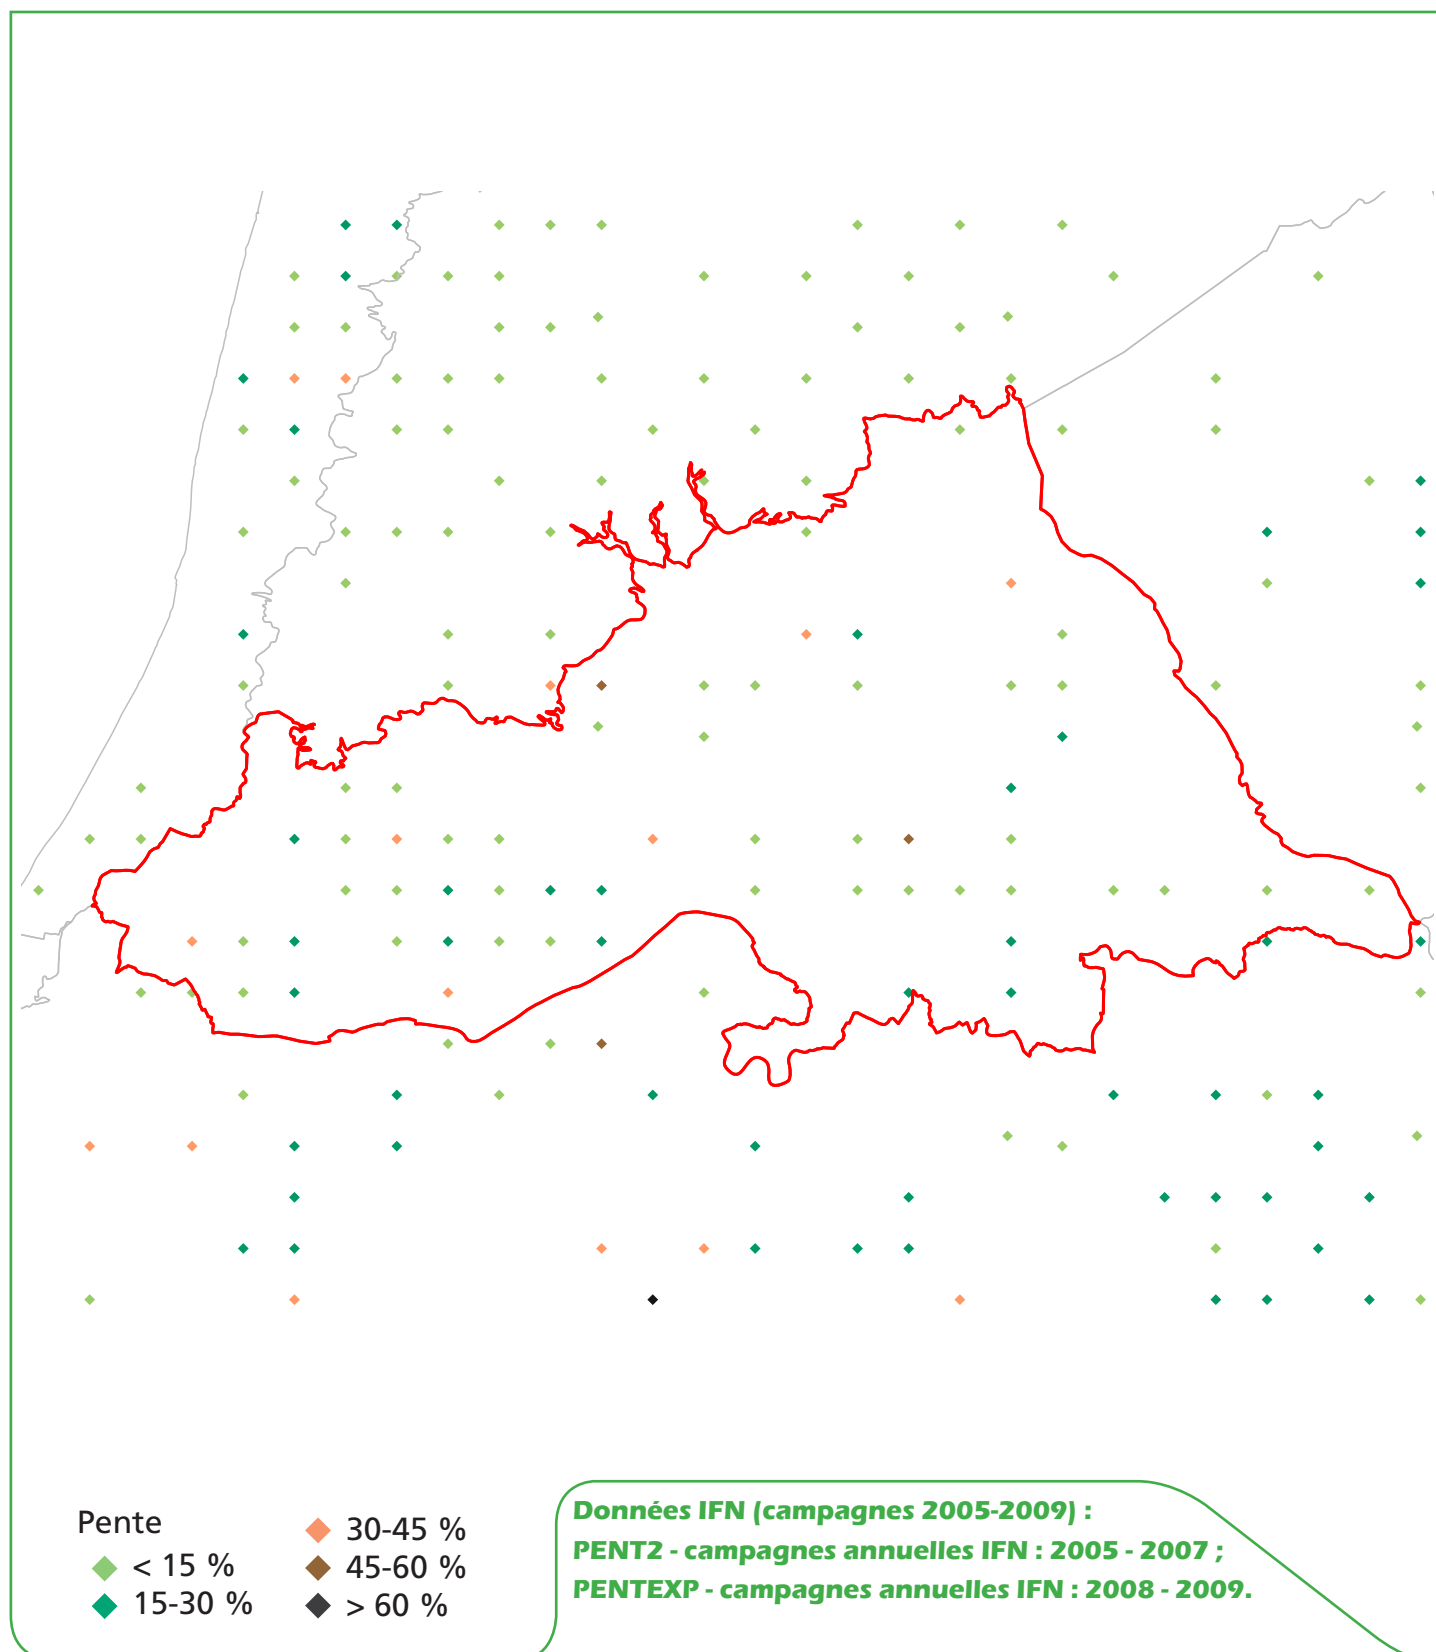 Pente
< 15 %
15-30 %
30-45 %
45-60 %
> 60 %
Données IFN (campagnes 2005-2009) :
PENT2 - campagnes annuelles IFN : 2005 - 2007 ;
PENTEXP - campagnes annuelles IFN : 2008 - 2009.